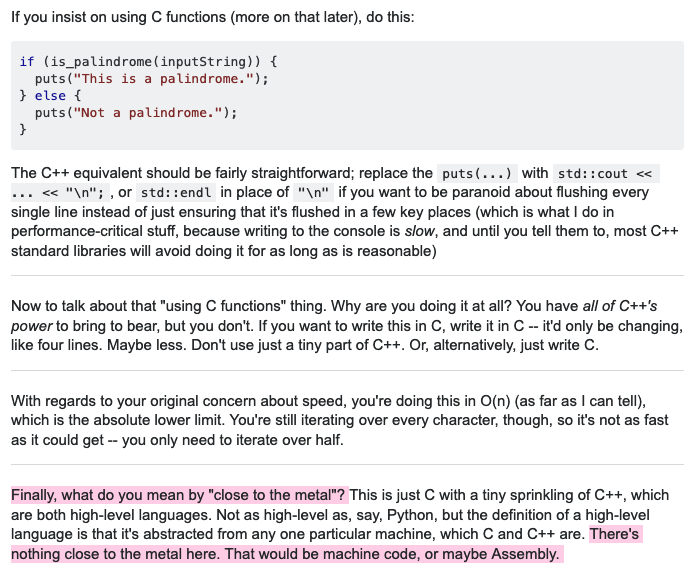 If you insist on using C functions (more on that later), do this:
if (is_palindrome(inputString)) {
  puts("This is a palindrome.");
} else {
  puts("Not a palindrome.");
}
The C++ equivalent should be fairly straightforward; replace the puts(...) with std::cout <<
... << "\n"; , or std::endl in place of "\n" if you want to be paranoid about flushing every
single line instead of just ensuring that it's flushed in a few key places (which is what I do in
performance-critical stuff, because writing to the console is slow, and until you tell them to, most C++
standard libraries will avoid doing it for as long as is reasonable)
Now to talk about that "using C functions" thing. Why are you doing it at all? You have all of C++'s
power to bring to bear, but you don't. If you want to write this in C, write it in C -- it'd only be changing,
like four lines. Maybe less. Don't use just a tiny part of C++. Or, alternatively, just write C.
With regards to your original concern about speed, you're doing this in O(n) (as far as I can tell),
which is the absolute lower limit. You're still iterating over every character, though, so it's not as fast
as it could get -- you only need to iterate over half.
Finally, what do you mean by "close to the metal"? This is just C with a tiny sprinkling of C++, which
are both high-level languages. Not as high-level as, say, Python, but the definition of a high-level
language is that it's abstracted from any one particular machine, which C and C++ are. There's
nothing close to the metal here. That would be machine code, or maybe Assembly.